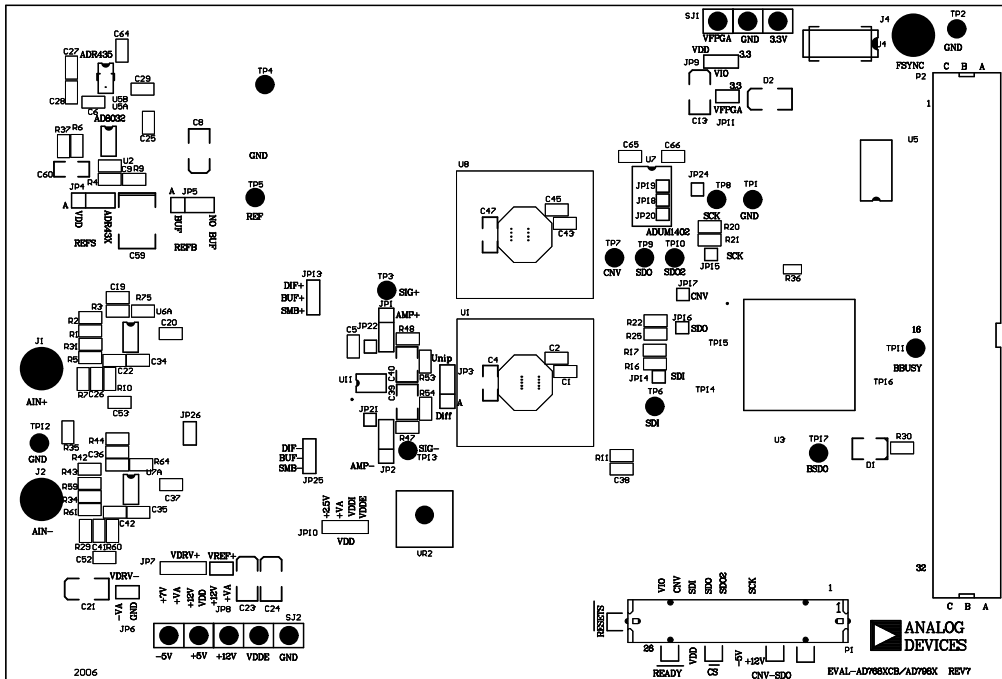 SJ1
VFPGA GND 3.3V
J4
U4
FSYNC
TP2
GND
C B A
P2
1
C27
C64
ADR435
C28
C6
U5B
U5A
C29
TP4
VDD
3.3
JP9
VIO
C13
3.3
VFPGA
JP11
D2
R37
R6
AD8032
C25
C8
GND
C60
U2
C9
R9
R4
TP5
REF
JP4
A
VDD
ADR43X
REFS
C59
A
JP5
BUF
NO BUF
REFB
C65
U7
C66
JP19
JP18
JP20
ADUM1402
JP24
TP8
SCK
TP1
GND
U5
R20
R21
JP15
SCK
U8
C47
C45
C43
TP7
CNV
TP9
SDO
TP10
SDO2
R36
JP17
CNV
JP16
SDO
TP15
R22
R25
R17
R16
JP14
SDI
TP14
TP6
SDI
JP13
DIF+
BUF+
SMB+
TP3
SIG+
JP1
AMP+
C19
R3
R75
U6A
R2
R1
R31
R5
C20
C34
C22
R7
C26
R10
C53
J1
AIN+
C5
JP22
R48
U11
C40
C39
R53
R54
Unip
JP3
A
Diff
U1
C4
C2
C1
16
TP11
BBUSY
TP16
TP12
GND
R35
JP26
JP21
R47
SIG-
TP13
AMP-
JP2
R44
R42
C36
R43
R64
U7A
R59
R34
R61
C37
C35
C42
R29
C41
R60
C52
J2
AIN-
DIF-
BUF-
SMB-
JP25
R11
C38
U3
TP17
BSDO
D1
R30
+2.5V
+VA
VDDI
VDDE
JP10
VDD
VR2
32
C B A
C21
VDRV-
-VA
GND
JP6
JP7
VDRV+
VREF+
+7V
+VA
+12V
VDD
+12V
+VA
JP8
C23
C24
SJ2
-5V +5V +12V VDDE GND
VIO
CNV
SDI
SDO
SDO2
SCK
1
1
RESETS
26
READY
VDD
CS
-5V
+12V
CNV-SDO
P1
ANALOG
DEVICES
2006
EVAL-AD768XCB/AD798X REV7